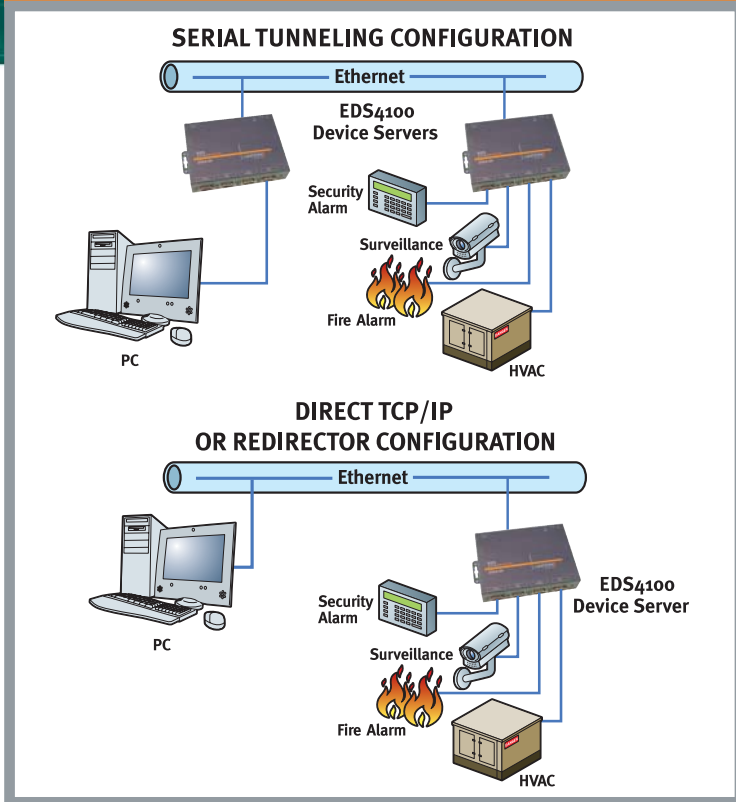 SERIAL TUNNELING CONFIGURATION
Ethernet
EDS4100
Device Servers
Security
Alarm
Surveillance
Fire Alarm
PC
HVAC
DIRECT TCP/IP
OR REDIRECTOR CONFIGURATION
Ethernet
EDS4100
Device Server
Security
Alarm
PC
Surveillance
Fire Alarm
HVAC